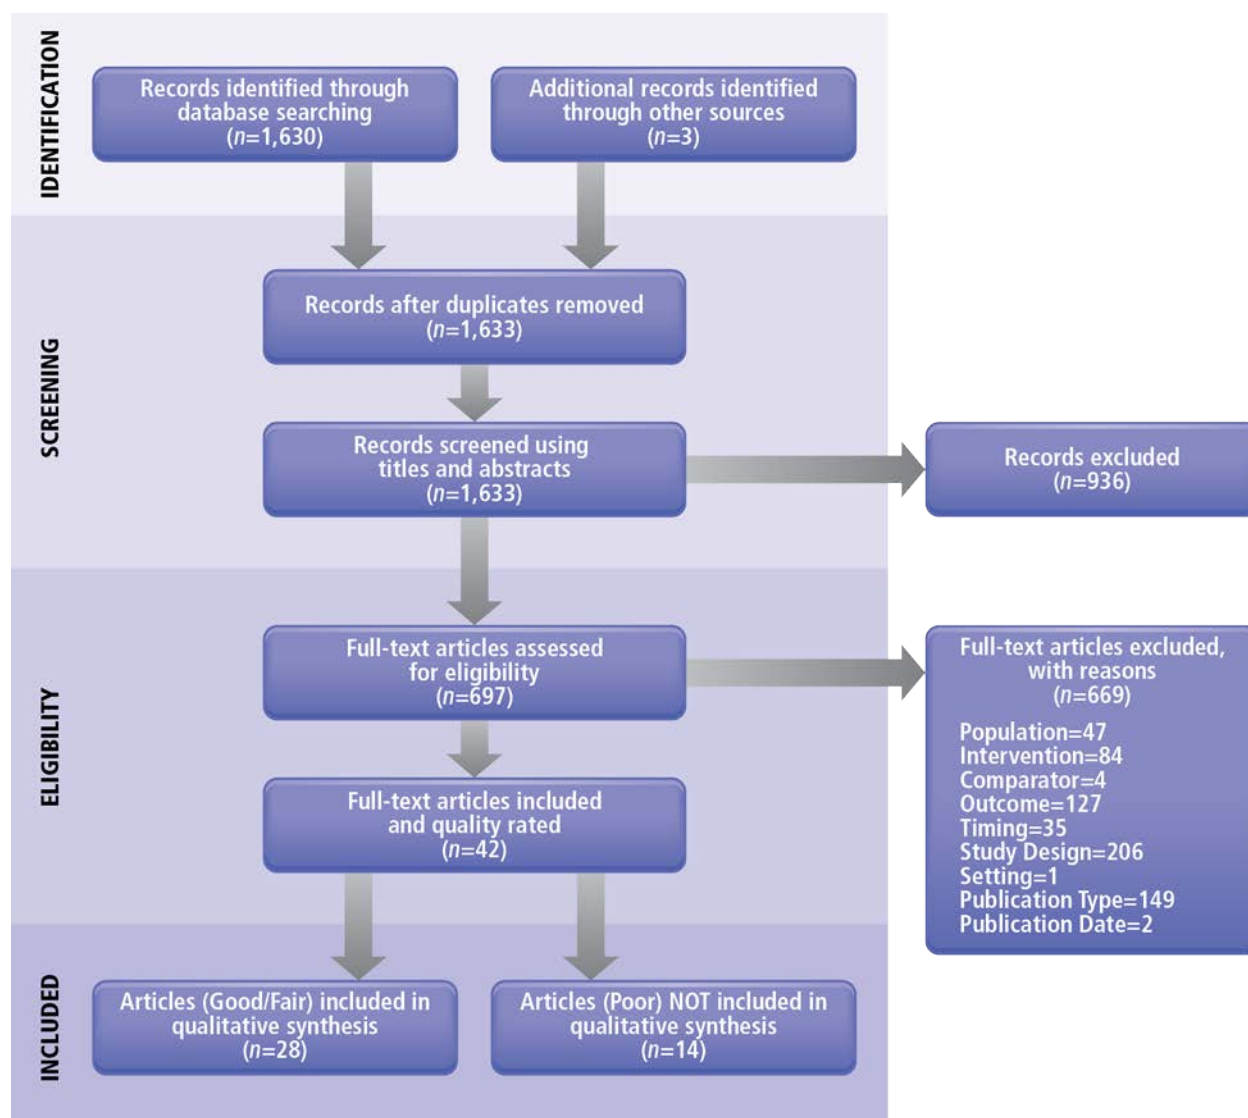 IDENTIFICATION
Records identified through
database searching
(n=1,630)
Additional records identified
through other sources
(n=3)
SCREENING
Records after duplicates removed
(n=1,633)
Records screened using
titles and abstracts
(n=1,633)
Records excluded
(n=936)
ELIGIBILITY
Full-text articles assessed
for eligibility
(n=697)
Full-text articles excluded,
with reasons
(n=669)
Population=47
Intervention=84
Comparator=4
Outcome=127
Timing=35
Study Design=206
Setting=1
Publication Type=149
Publication Date=2
Full-text articles included
and quality rated
(n=42)
INCLUDED
Articles (Good/Fair) included in
qualitative synthesis
(n=28)
Articles (Poor) NOT included in
qualitative synthesis
(n=14)